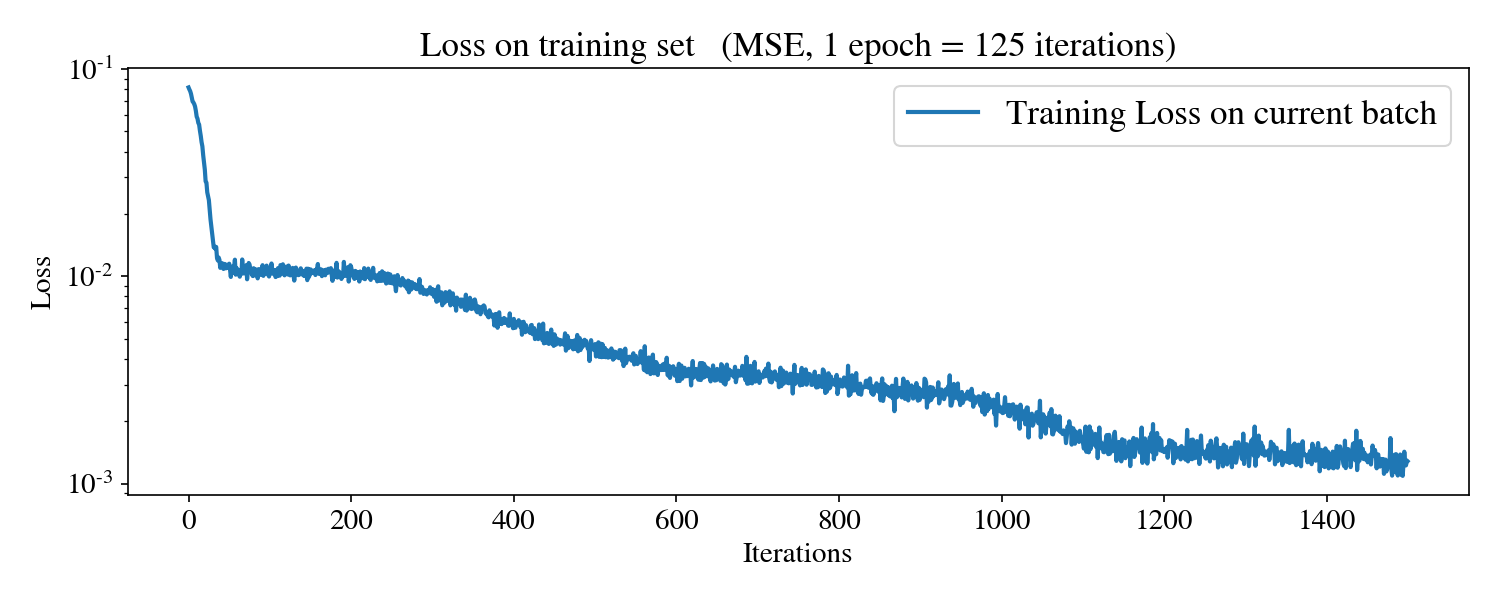 Loss on training set (MSE, 1 epoch = 125 iterations)
10⁻¹
Training Loss on current batch
10⁻²
Loss
10⁻³
0 200 400 600 800 1000 1200 1400
Iterations